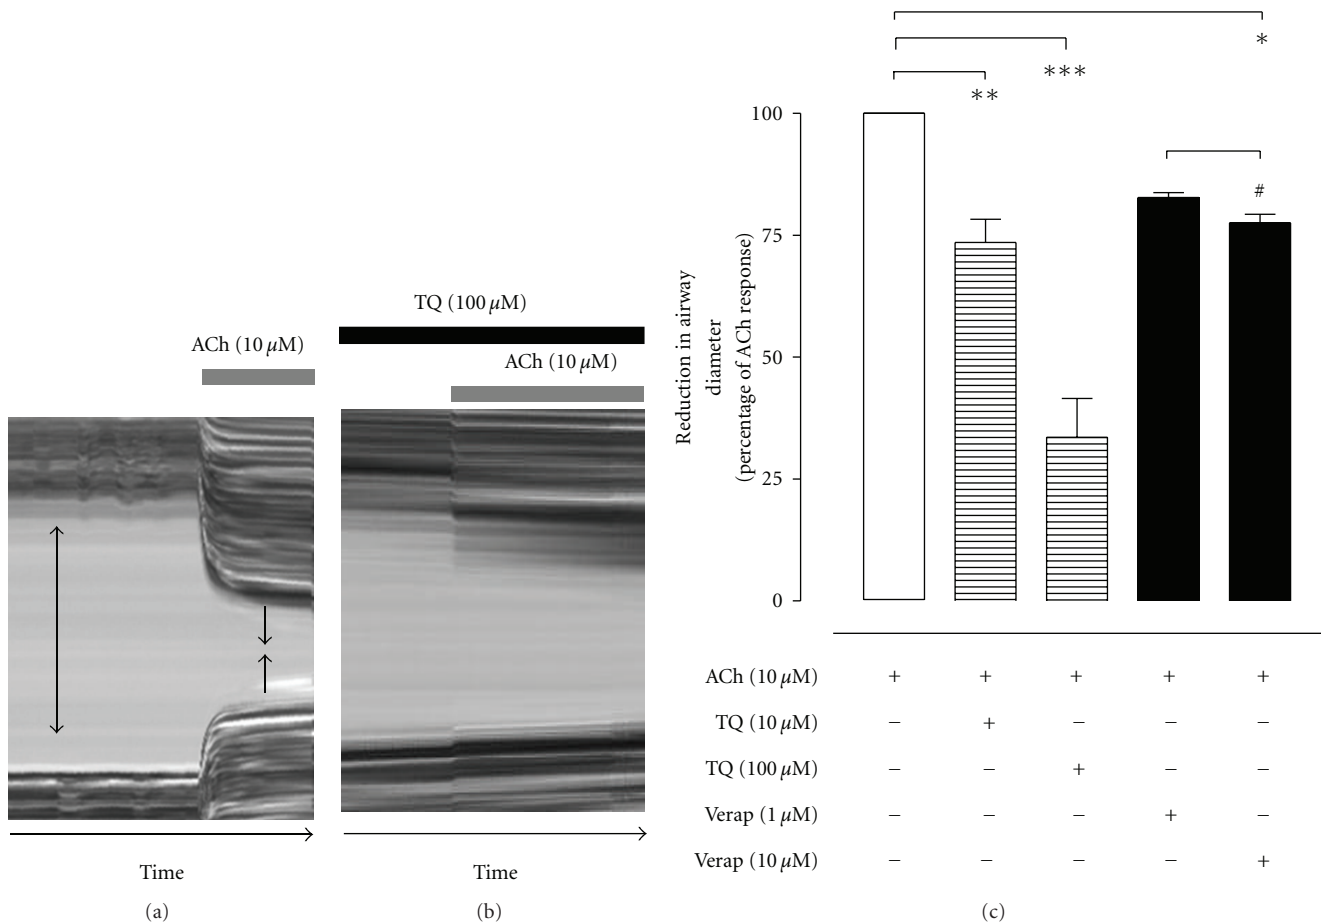 ACh (10 μM)
TQ (100 μM)
ACh (10 μM)
Time
(a)
Time
(b)
*
***
**
#
100
75
50
25
0
Reduction in airway
diameter
(percentage of ACh response)
ACh (10 μM) + + + + +
TQ (10 μM) − + − − −
TQ (100 μM) − − + − −
Verap (1 μM) − − − + −
Verap (10 μM) − − − − +
(c)